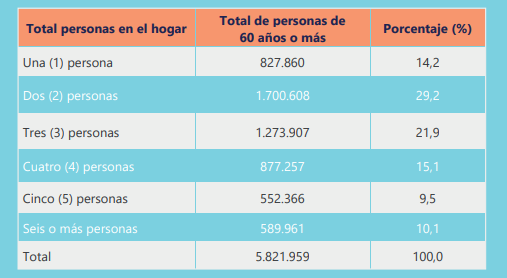 Total personas en el hogar Total de personas de 60 años o más Porcentaje (%)
Una (1) persona 827.860 14,2
Dos (2) personas 1.700.608 29,2
Tres (3) personas 1.273.907 21,9
Cuatro (4) personas 877.257 15,1
Cinco (5) personas 552.366 9,5
Seis o más personas 589.961 10,1
Total 5.821.959 100,0